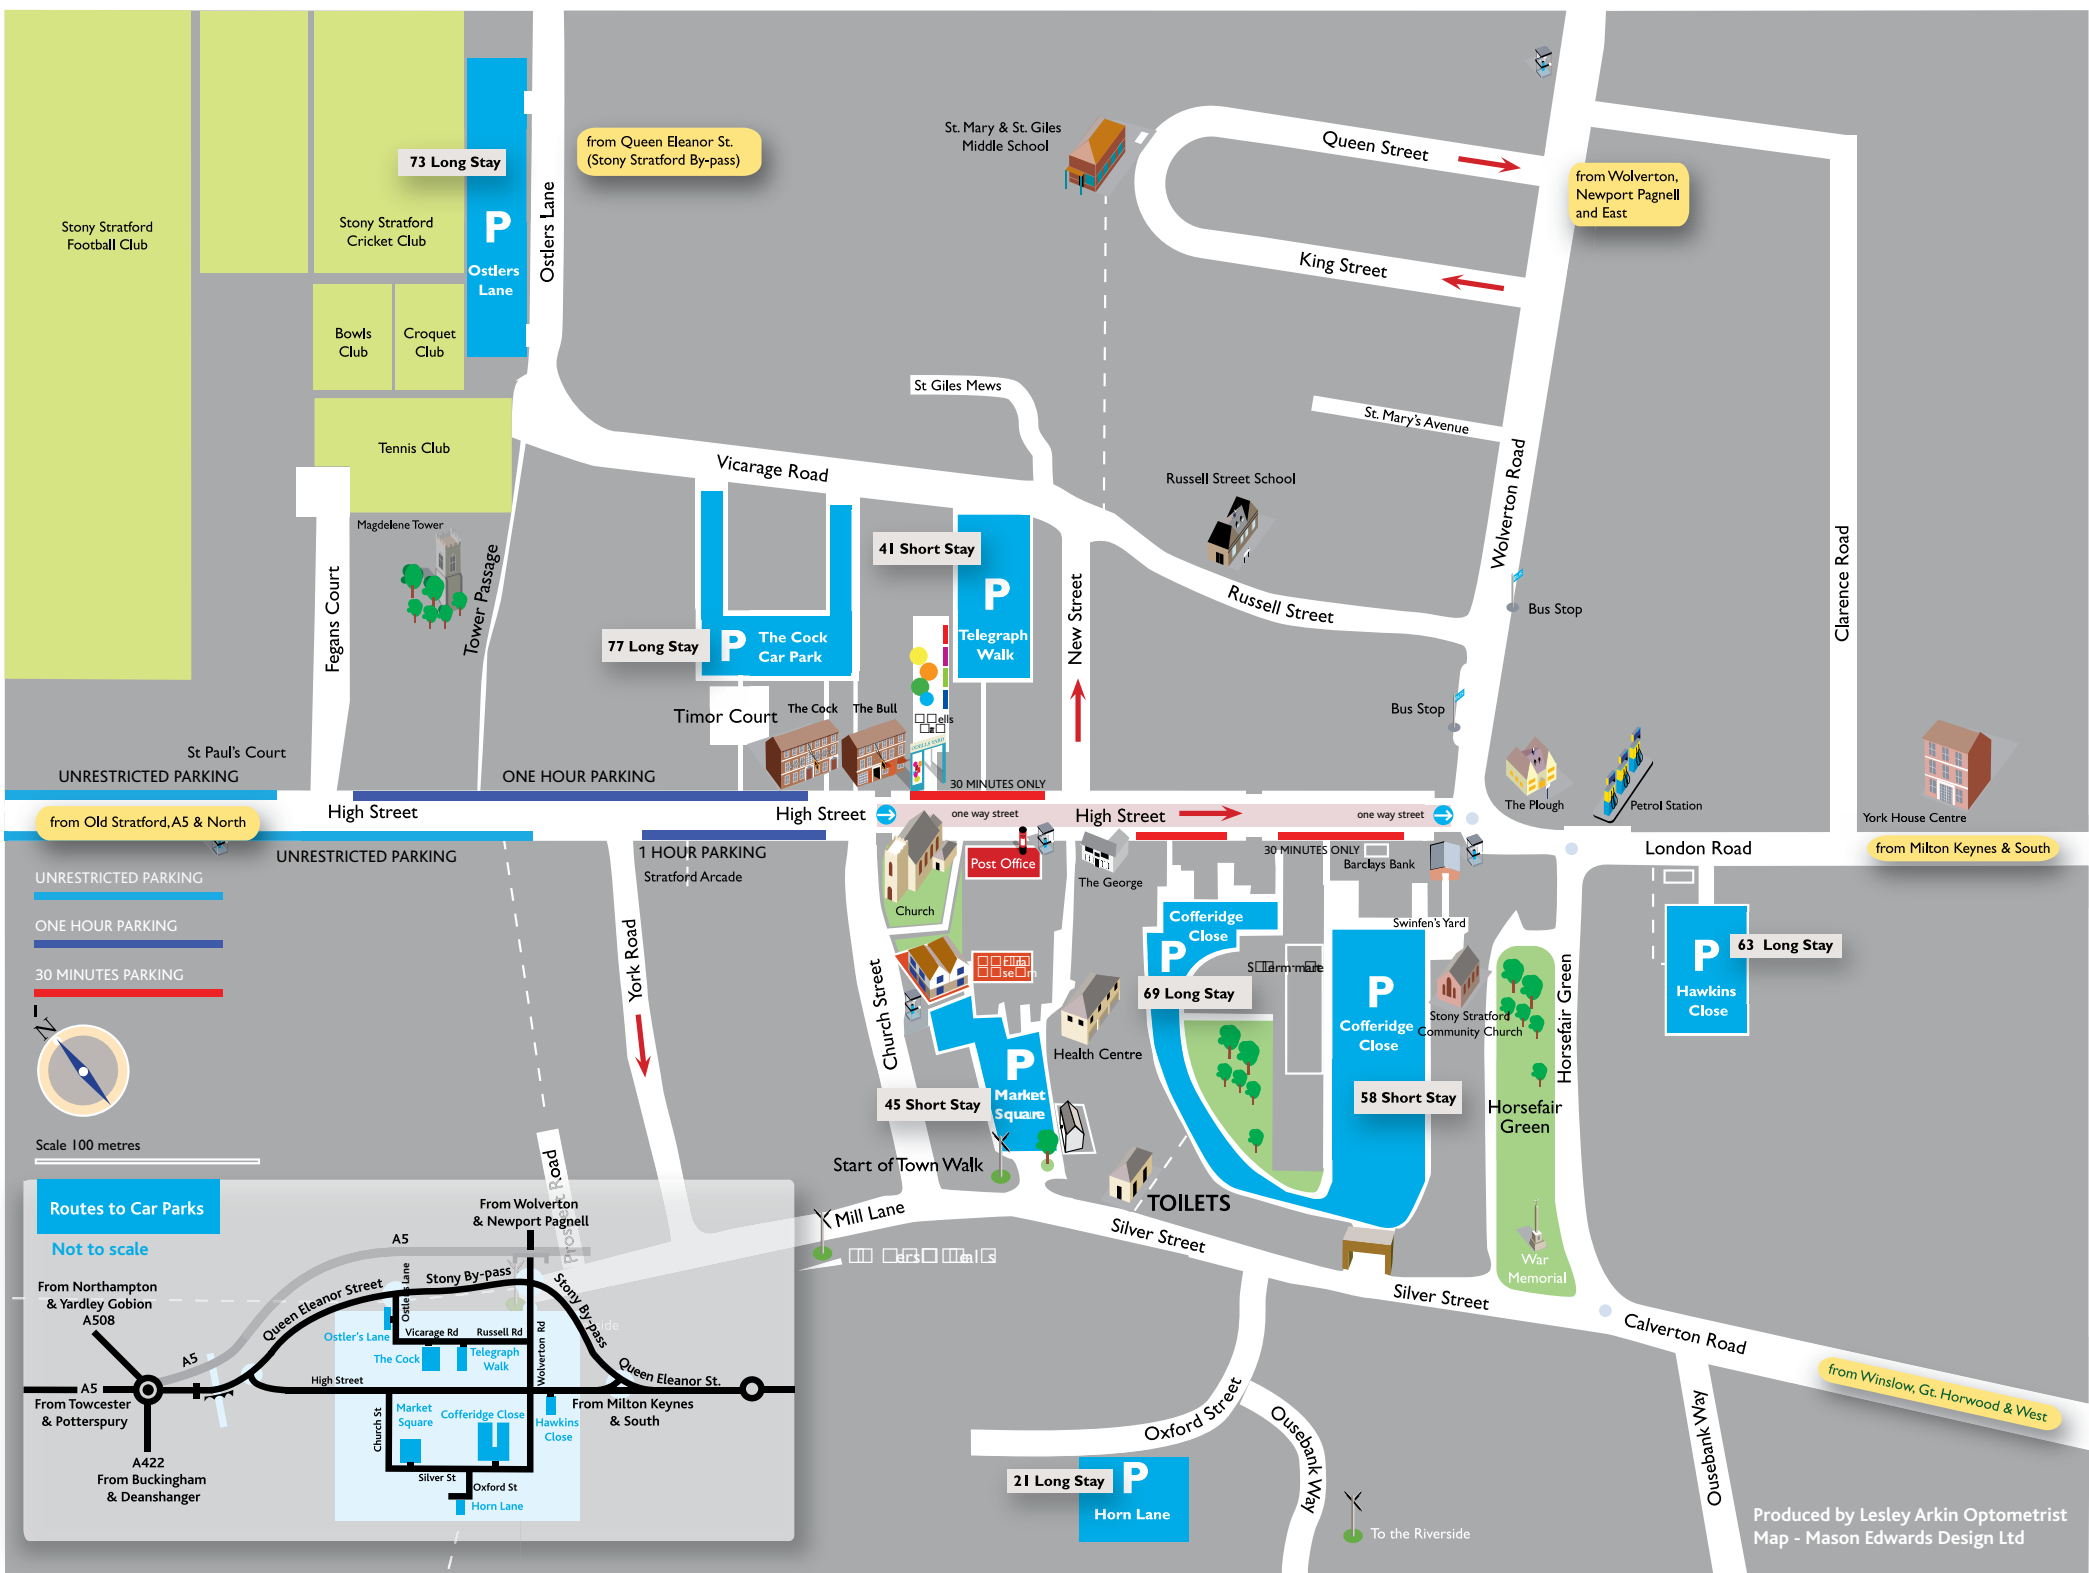 from Queen Eleanor St.
(Stony Stratford By-pass)
73 Long Stay
P
Ostlers
Lane
Ostlers Lane
Stony Stratford
Football Club
Stony Stratford
Cricket Club
Bowls
Club
Croquet
Club
Tennis Club
St. Mary & St. Giles
Middle School
Queen Street
King Street
from Wolverton,
Newport Pagnell
and East
St Giles Mews
St. Mary's Avenue
Vicarage Road
Russell Street School
Wolverton Road
Clarence Road
Magdelene Tower
Tower Passage
Fegans Court
41 Short Stay
P
Telegraph
Walk
New Street
Russell Street
Bus Stop
77 Long Stay
P
The Cock
Car Park
Timor Court
The Cock
The Bull
ODELLS YARD
Bus Stop
St Paul's Court
UNRESTRICTED PARKING
ONE HOUR PARKING
30 MINUTES ONLY
The Plough
Petrol Station
York House Centre
from Old Stratford, A5 & North
High Street
High Street
one way street
High Street
one way street
London Road
from Milton Keynes & South
UNRESTRICTED PARKING
1 HOUR PARKING
Stratford Arcade
Post Office
The George
30 MINUTES ONLY
Barclays Bank
UNRESTRICTED PARKING
ONE HOUR PARKING
30 MINUTES PARKING
N
Scale 100 metres
York Road
Church
Church Street
Cofferidge
Close
P
69 Long Stay
Swinfen's Yard
P
Cofferidge
Close
58 Short Stay
Stony Stratford
Community Church
Horsefair Green
63 Long Stay
P
Hawkins
Close
Health Centre
P
Market
Square
45 Short Stay
Horsefair
Green
Start of Town Walk
TOILETS
Mill Lane
Silver Street
War
Memorial
Silver Street
Calverton Road
from Winslow, Gt. Horwood & West
Oxford Street
Ousebank Way
Ousebank Way
21 Long Stay
P
Horn Lane
To the Riverside
Produced by Lesley Arkin Optometrist
Map - Mason Edwards Design Ltd
Routes to Car Parks
Not to scale
From Wolverton
& Newport Pagnell
A5
Stony By-pass
Stony By-pass
Queen Eleanor Street
Ostlers Lane
From Northampton
& Yardley Gobion
A508
Ostler's Lane
Vicarage Rd
Russell Rd
Wolverton Rd
The Cock
Telegraph
Walk
A5
A5
High Street
Queen Eleanor St.
From Towcester
& Potterspury
Market
Square
Cofferidge Close
Hawkins
Close
From Milton Keynes
& South
Church St
A422
From Buckingham
& Deanshanger
Silver St
Oxford St
Horn Lane